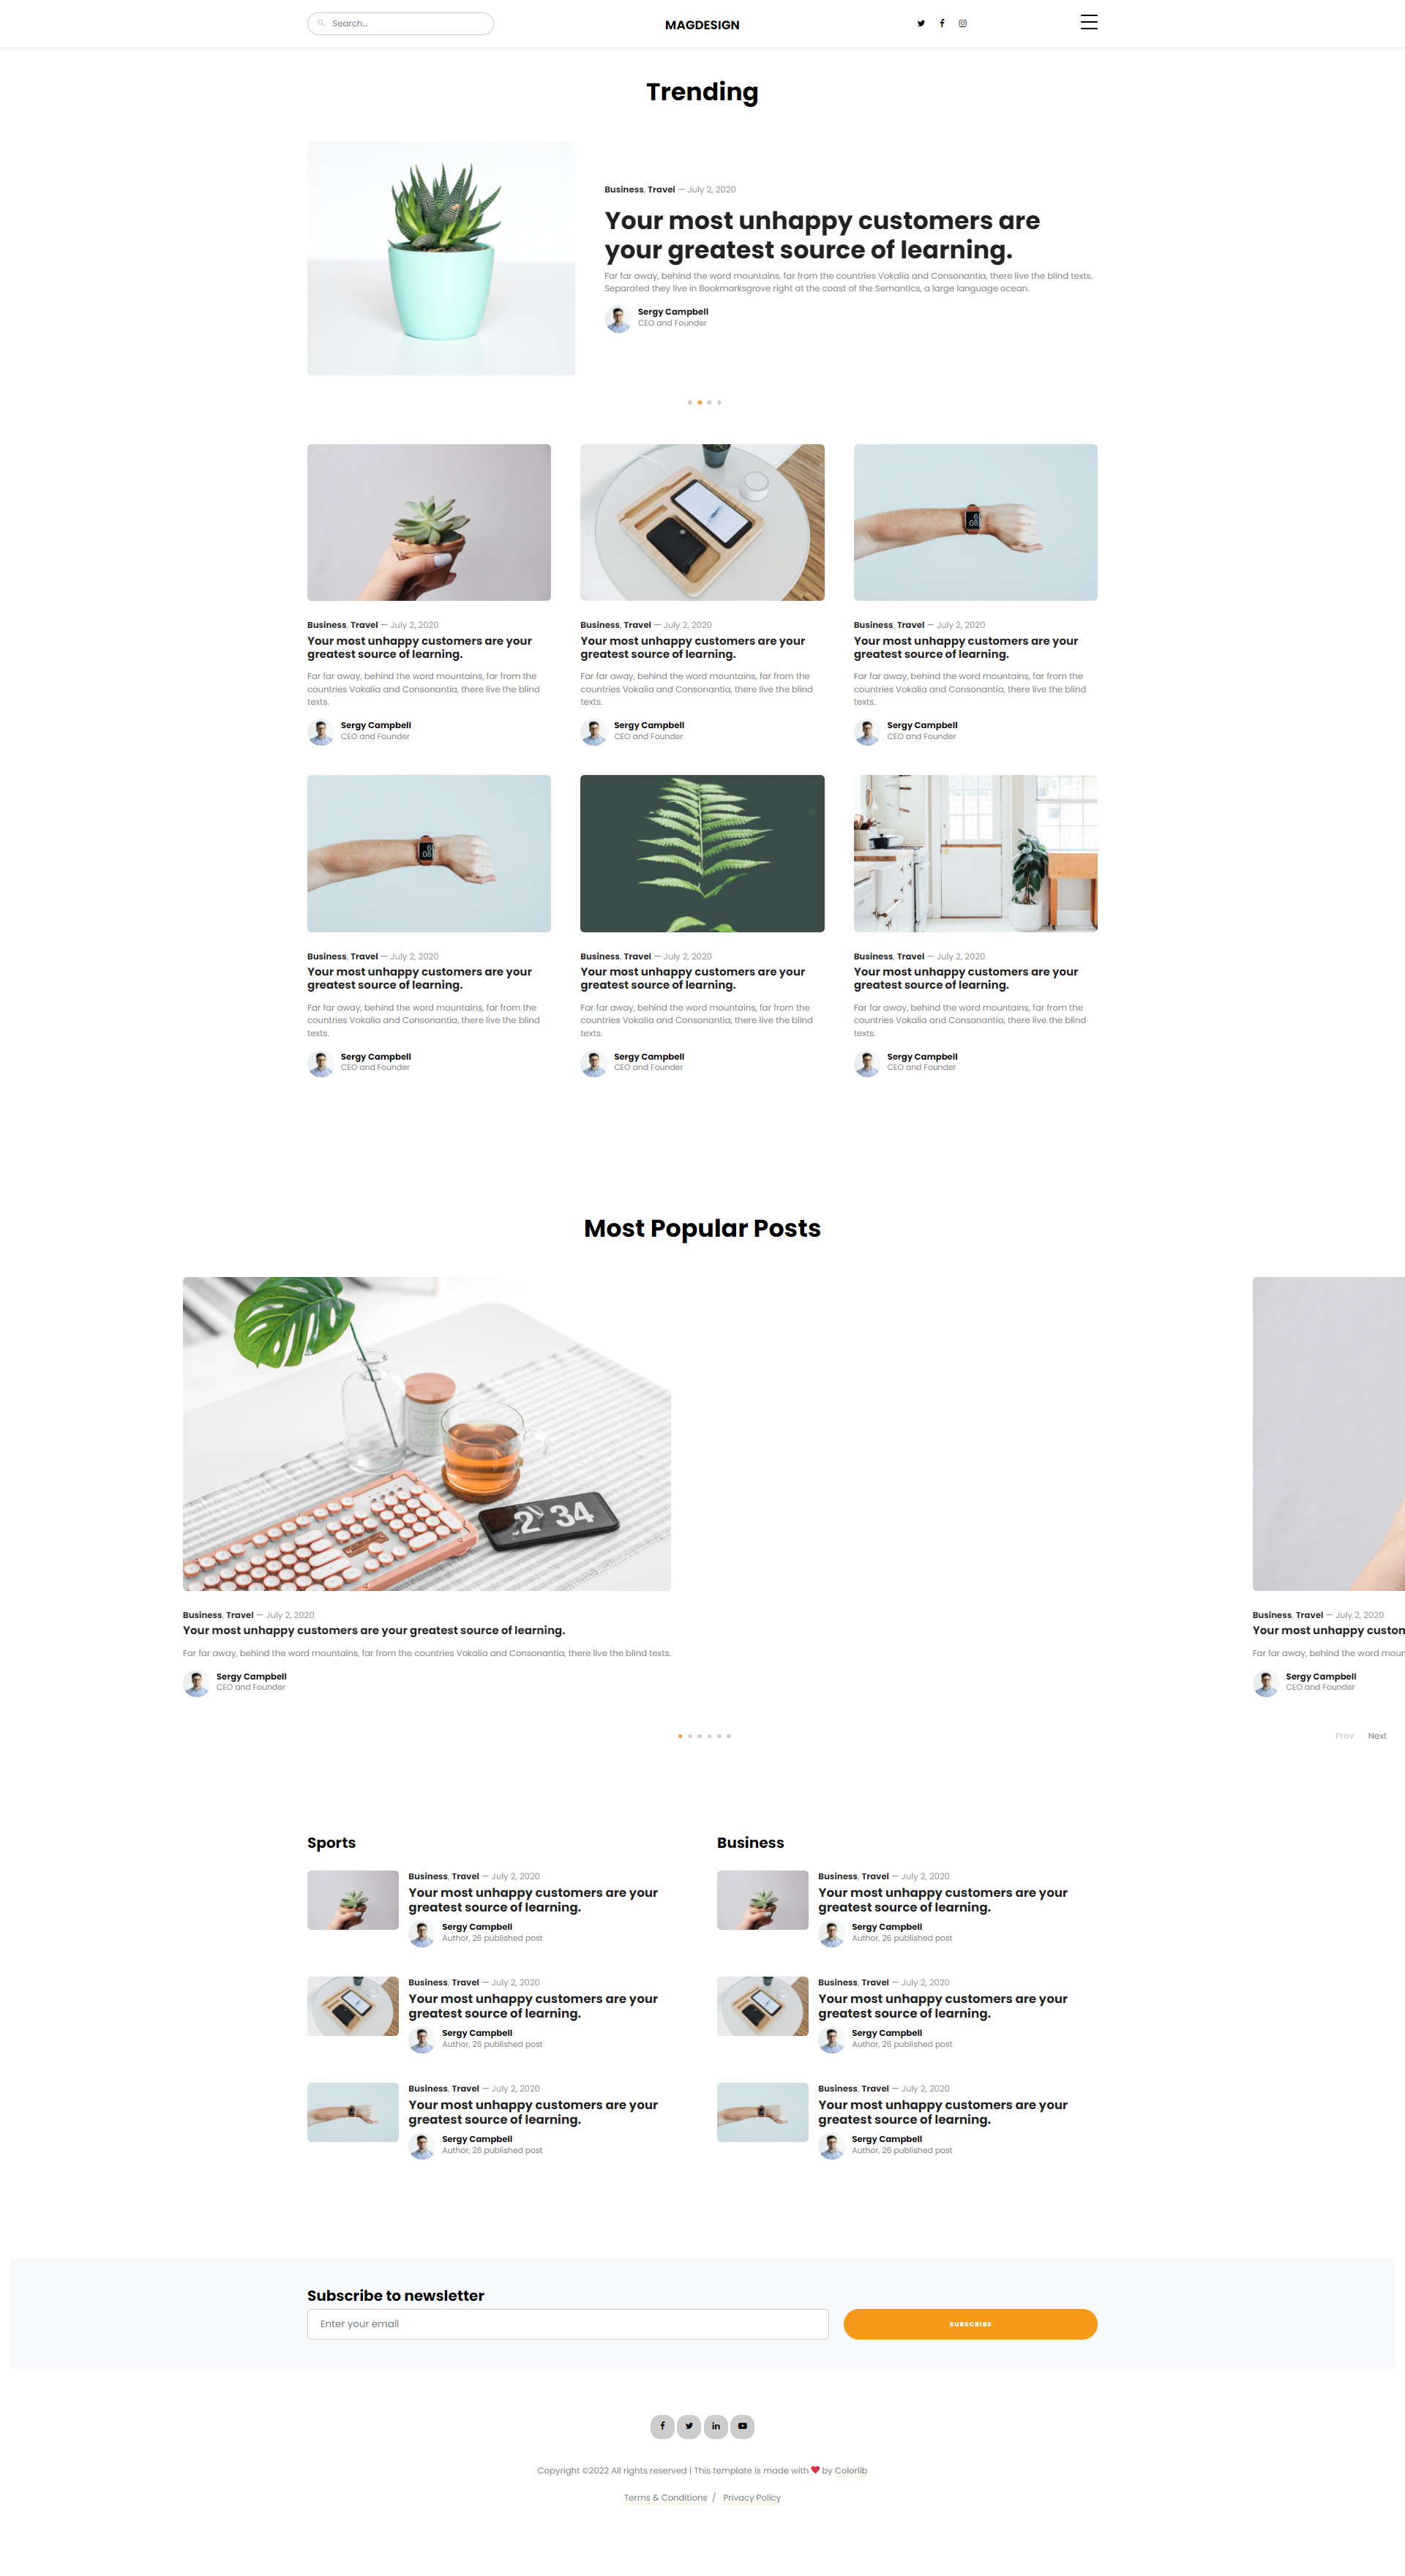 Search...
MAGDESIGN
Trending
Business, Travel — July 2, 2020
Your most unhappy customers are
your greatest source of learning.
Far far away, behind the word mountains, far from the countries Vokalia and Consonantia, there live the blind texts.
Separated they live in Bookmarksgrove right at the coast of the Semantics, a large language ocean.
Sergy Campbell
CEO and Founder
Business, Travel — July 2, 2020
Your most unhappy customers are your
greatest source of learning.
Far far away, behind the word mountains, far from the
countries Vokalia and Consonantia, there live the blind
texts.
Sergy Campbell
CEO and Founder
Business, Travel — July 2, 2020
Your most unhappy customers are your
greatest source of learning.
Far far away, behind the word mountains, far from the
countries Vokalia and Consonantia, there live the blind
texts.
Sergy Campbell
CEO and Founder
6
08
Business, Travel — July 2, 2020
Your most unhappy customers are your
greatest source of learning.
Far far away, behind the word mountains, far from the
countries Vokalia and Consonantia, there live the blind
texts.
Sergy Campbell
CEO and Founder
6
08
Business, Travel — July 2, 2020
Your most unhappy customers are your
greatest source of learning.
Far far away, behind the word mountains, far from the
countries Vokalia and Consonantia, there live the blind
texts.
Sergy Campbell
CEO and Founder
Business, Travel — July 2, 2020
Your most unhappy customers are your
greatest source of learning.
Far far away, behind the word mountains, far from the
countries Vokalia and Consonantia, there live the blind
texts.
Sergy Campbell
CEO and Founder
Business, Travel — July 2, 2020
Your most unhappy customers are your
greatest source of learning.
Far far away, behind the word mountains, far from the
countries Vokalia and Consonantia, there live the blind
texts.
Sergy Campbell
CEO and Founder
Most Popular Posts
2 34
Business, Travel — July 2, 2020
Your most unhappy customers are your greatest source of learning.
Far far away, behind the word mountains, far from the countries Vokalia and Consonantia, there live the blind texts.
Sergy Campbell
CEO and Founder
Business, Travel — July 2, 2020
Your most unhappy custom
Far far away, behind the word moun
Sergy Campbell
CEO and Founder
Prev Next
Sports
Business, Travel — July 2, 2020
Your most unhappy customers are your
greatest source of learning.
Sergy Campbell
Author, 26 published post
Business, Travel — July 2, 2020
Your most unhappy customers are your
greatest source of learning.
Sergy Campbell
Author, 26 published post
Business, Travel — July 2, 2020
Your most unhappy customers are your
greatest source of learning.
Sergy Campbell
Author, 26 published post
Business
Business, Travel — July 2, 2020
Your most unhappy customers are your
greatest source of learning.
Sergy Campbell
Author, 26 published post
Business, Travel — July 2, 2020
Your most unhappy customers are your
greatest source of learning.
Sergy Campbell
Author, 26 published post
Business, Travel — July 2, 2020
Your most unhappy customers are your
greatest source of learning.
Sergy Campbell
Author, 26 published post
Subscribe to newsletter
Enter your email
SUBSCRIBE
Copyright ©2022 All rights reserved | This template is made with ❤ by Colorlib
Terms & Conditions / Privacy Policy